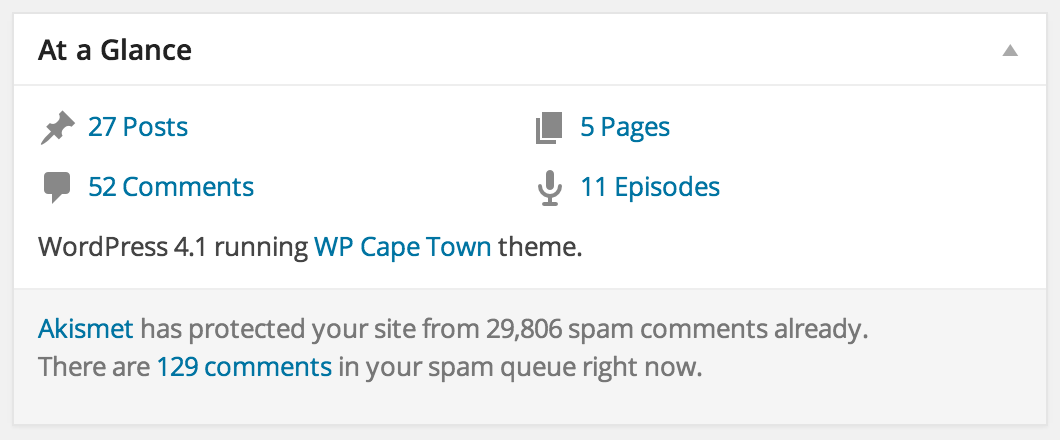 At a Glance
27 Posts
5 Pages
52 Comments
11 Episodes
WordPress 4.1 running WP Cape Town theme.
Akismet has protected your site from 29,806 spam comments already.
There are 129 comments in your spam queue right now.